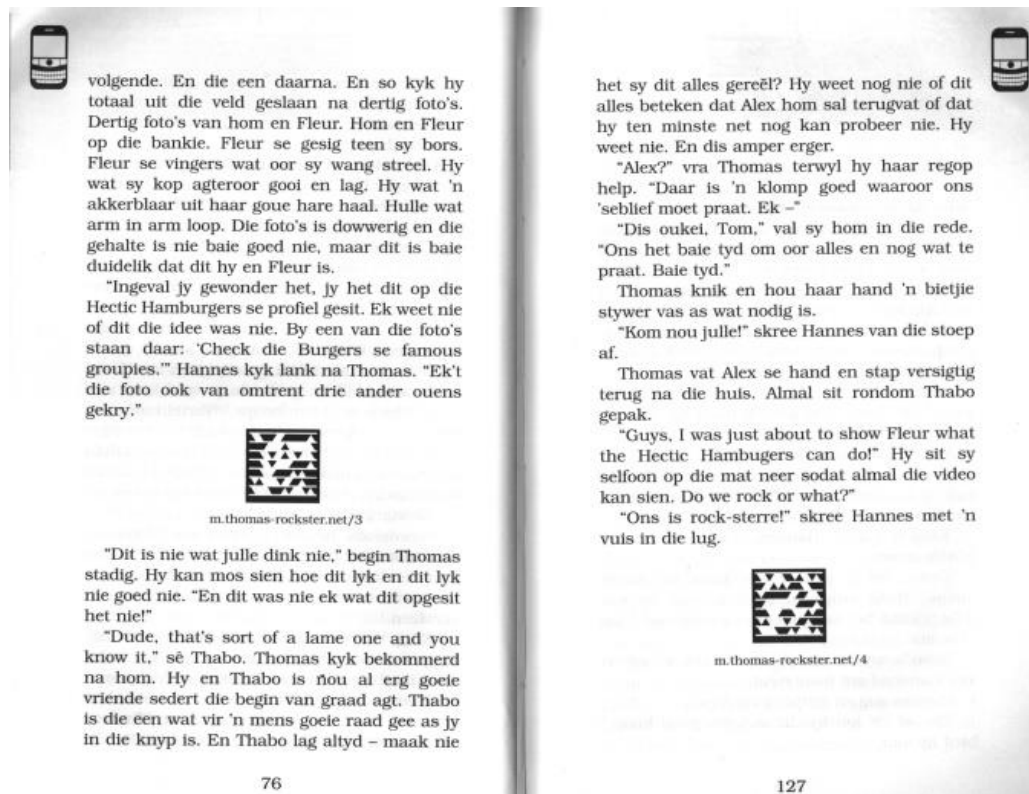 volgende. En die een daarna. En so kyk hy
totaal uit die veld geslaan na dertig foto's.
Dertig foto's van hom en Fleur. Hom en Fleur
op die bankie. Fleur se gesig teen sy bors.
Fleur se vingers wat oor sy wang streel. Hy
wat sy kop agteroor gooi en lag. Hy wat 'n
akkerblaar uit haar goue hare haal. Hulle wat
arm in arm loop. Die foto's is dowwerig en die
gehalte is nie baie goed nie, maar dit is baie
duidelik dat dit hy en Fleur is.
"Ingeval jy gewonder het, jy het dit op die
Hectic Hamburgers se profiel gesit. Ek weet nie
of dit die idee was nie. By een van die foto's
staan daar: 'Check die Burgers se famous
groupies.'" Hannes kyk lank na Thomas. "Ek't
die foto ook van omtrent drie ander ouens
gekry."
m.thomas-rockster.net/3
"Dit is nie wat julle dink nie," begin Thomas
stadig. Hy kan mos sien hoe dit lyk en dit lyk
nie goed nie. "En dit was nie ek wat dit opgesit
het nie!"
"Dude, that's sort of a lame one and you
know it," sê Thabo. Thomas kyk bekommerd
na hom. Hy en Thabo is nou al erg goeie
vriende sedert die begin van graad agt. Thabo
is die een wat vir 'n mens goeie raad gee as jy
in die knyp is. En Thabo lag altyd – maak nie
76
het sy dit alles gereël? Hy weet nog nie of dit
alles beteken dat Alex hom sal terugvat of dat
hy ten minste net nog kan probeer nie. Hy
weet nie. En dis amper erger.
"Alex?" vra Thomas terwyl hy haar regop
help. "Daar is 'n klomp goed waaroor ons
'seblief moet praat. Ek –"
"Dis oukei, Tom," val sy hom in die rede.
"Ons het baie tyd om oor alles en nog wat te
praat. Baie tyd."
Thomas knik en hou haar hand 'n bietjie
stywer vas as wat nodig is.
"Kom nou julle!" skree Hannes van die stoep
af.
Thomas vat Alex se hand en stap versigtig
terug na die huis. Almal sit rondom Thabo
gepak.
"Guys, I was just about to show Fleur what
the Hectic Hambugers can do!" Hy sit sy
selfoon op die mat neer sodat almal die video
kan sien. Do we rock or what?"
"Ons is rock-sterre!" skree Hannes met 'n
vuis in die lug.
m.thomas-rockster.net/4
127